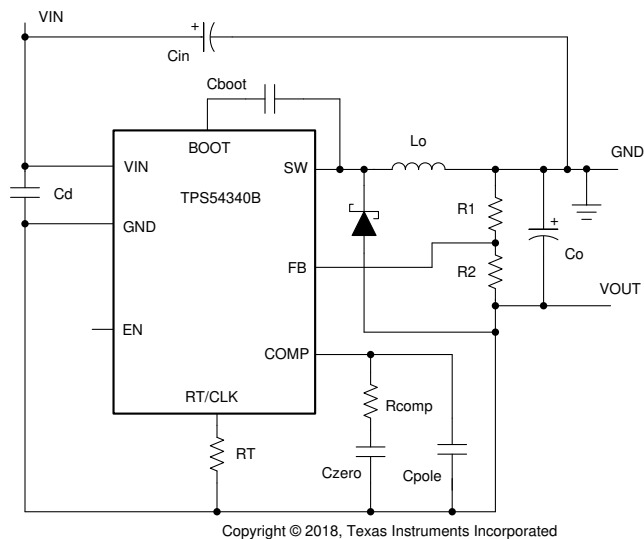 VIN
+
Cin
Cboot
BOOT
VIN
SW
Lo
GND
TPS54340B
Cd
GND
R1
+
FB
R2
Co
VOUT
EN
COMP
RT/CLK
Rcomp
RT
Czero
Cpole
Copyright © 2018, Texas Instruments Incorporated